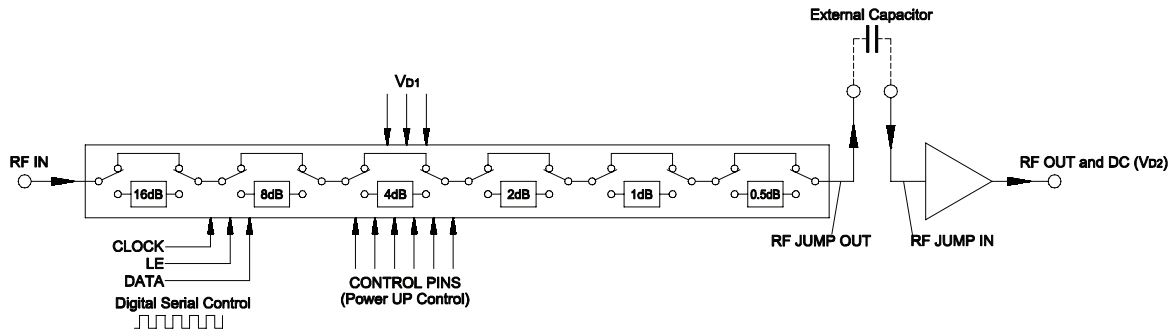 External Capacitor
VD1
RF IN
RF OUT and DC (VD2)
16dB
8dB
4dB
2dB
1dB
0.5dB
RF JUMP OUT
RF JUMP IN
CLOCK
LE
DATA
CONTROL PINS
(Power UP Control)
Digital Serial Control